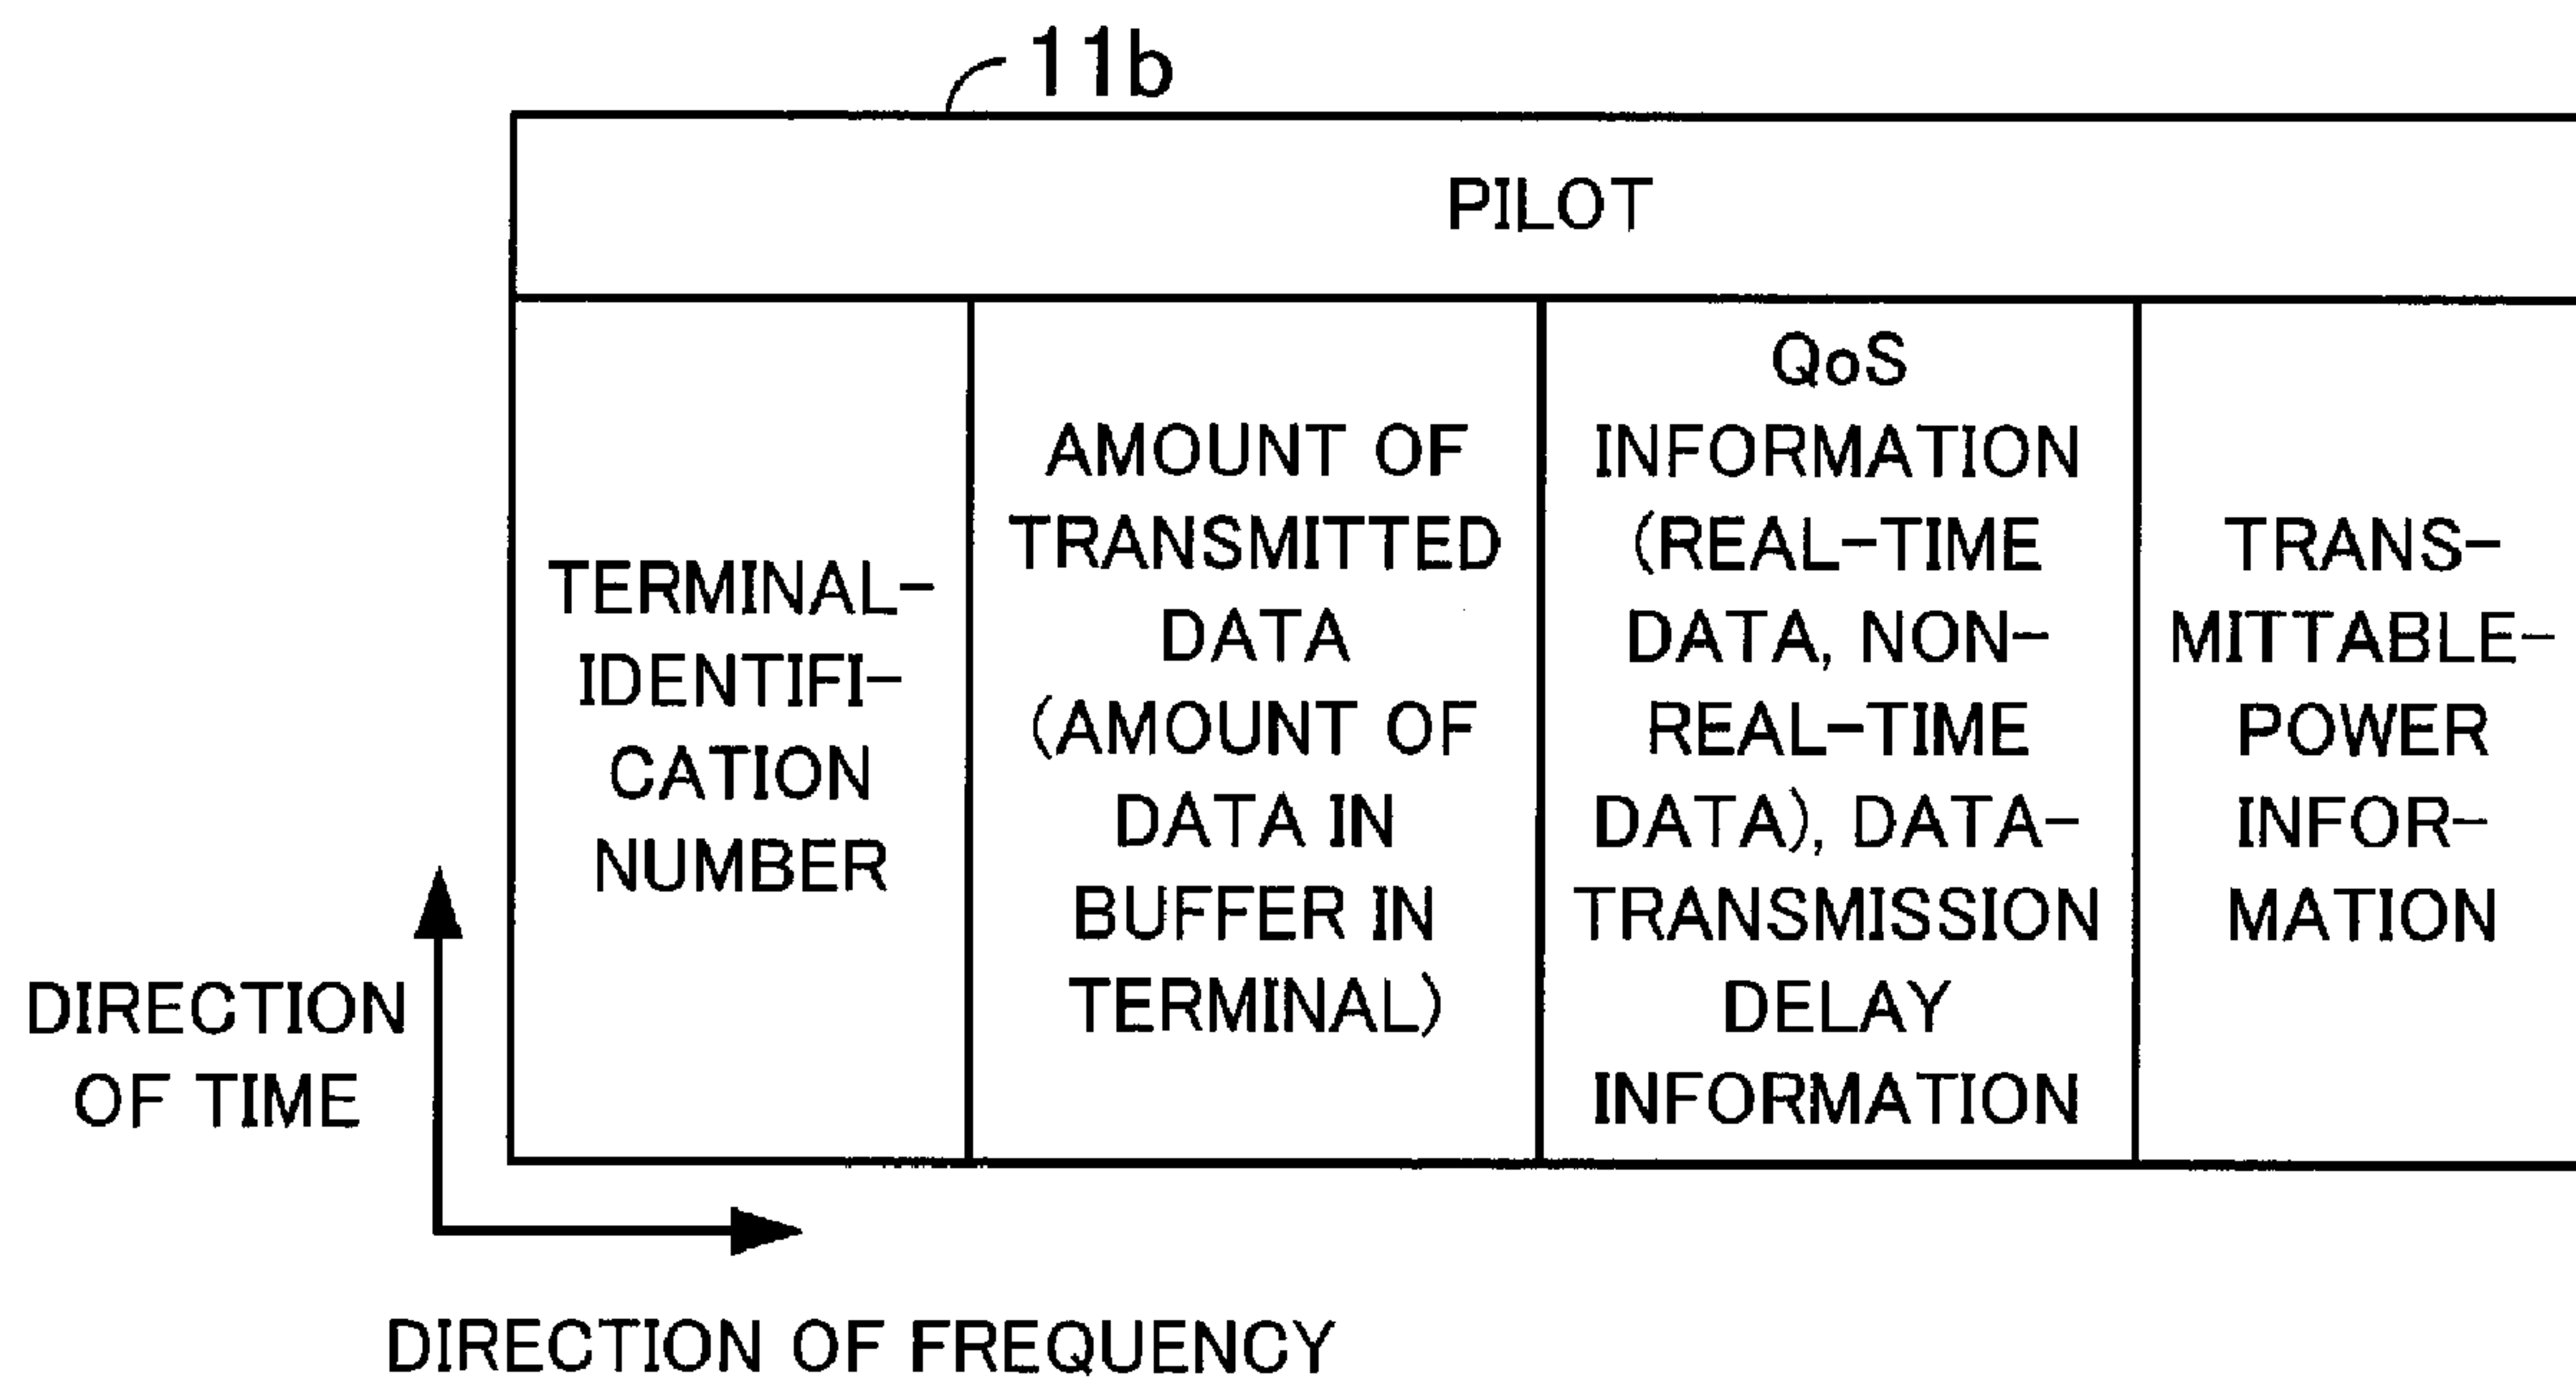 11b
PILOT
TERMINAL-
IDENTIFI-
CATION
NUMBER
AMOUNT OF
TRANSMITTED
DATA
(AMOUNT OF
DATA IN
BUFFER IN
TERMINAL)
QoS
INFORMATION
(REAL-TIME
DATA, NON-
REAL-TIME
DATA), DATA-
TRANSMISSION
DELAY
INFORMATION
TRANS-
MITTABLE-
POWER
INFOR-
MATION
DIRECTION
OF TIME
DIRECTION OF FREQUENCY